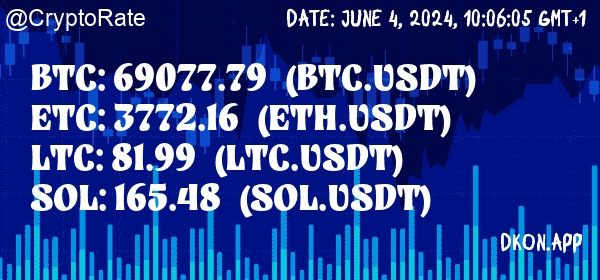 @CryptoRate
DATE: JUNE 4, 2024, 10:06:05 GMT+1
BTC: 69077.79 (BTC.USDT)
ETC: 3772.16 (ETH.USDT)
LTC: 81.99 (LTC.USDT)
SOL: 165.48 (SOL.USDT)
DKON.APP